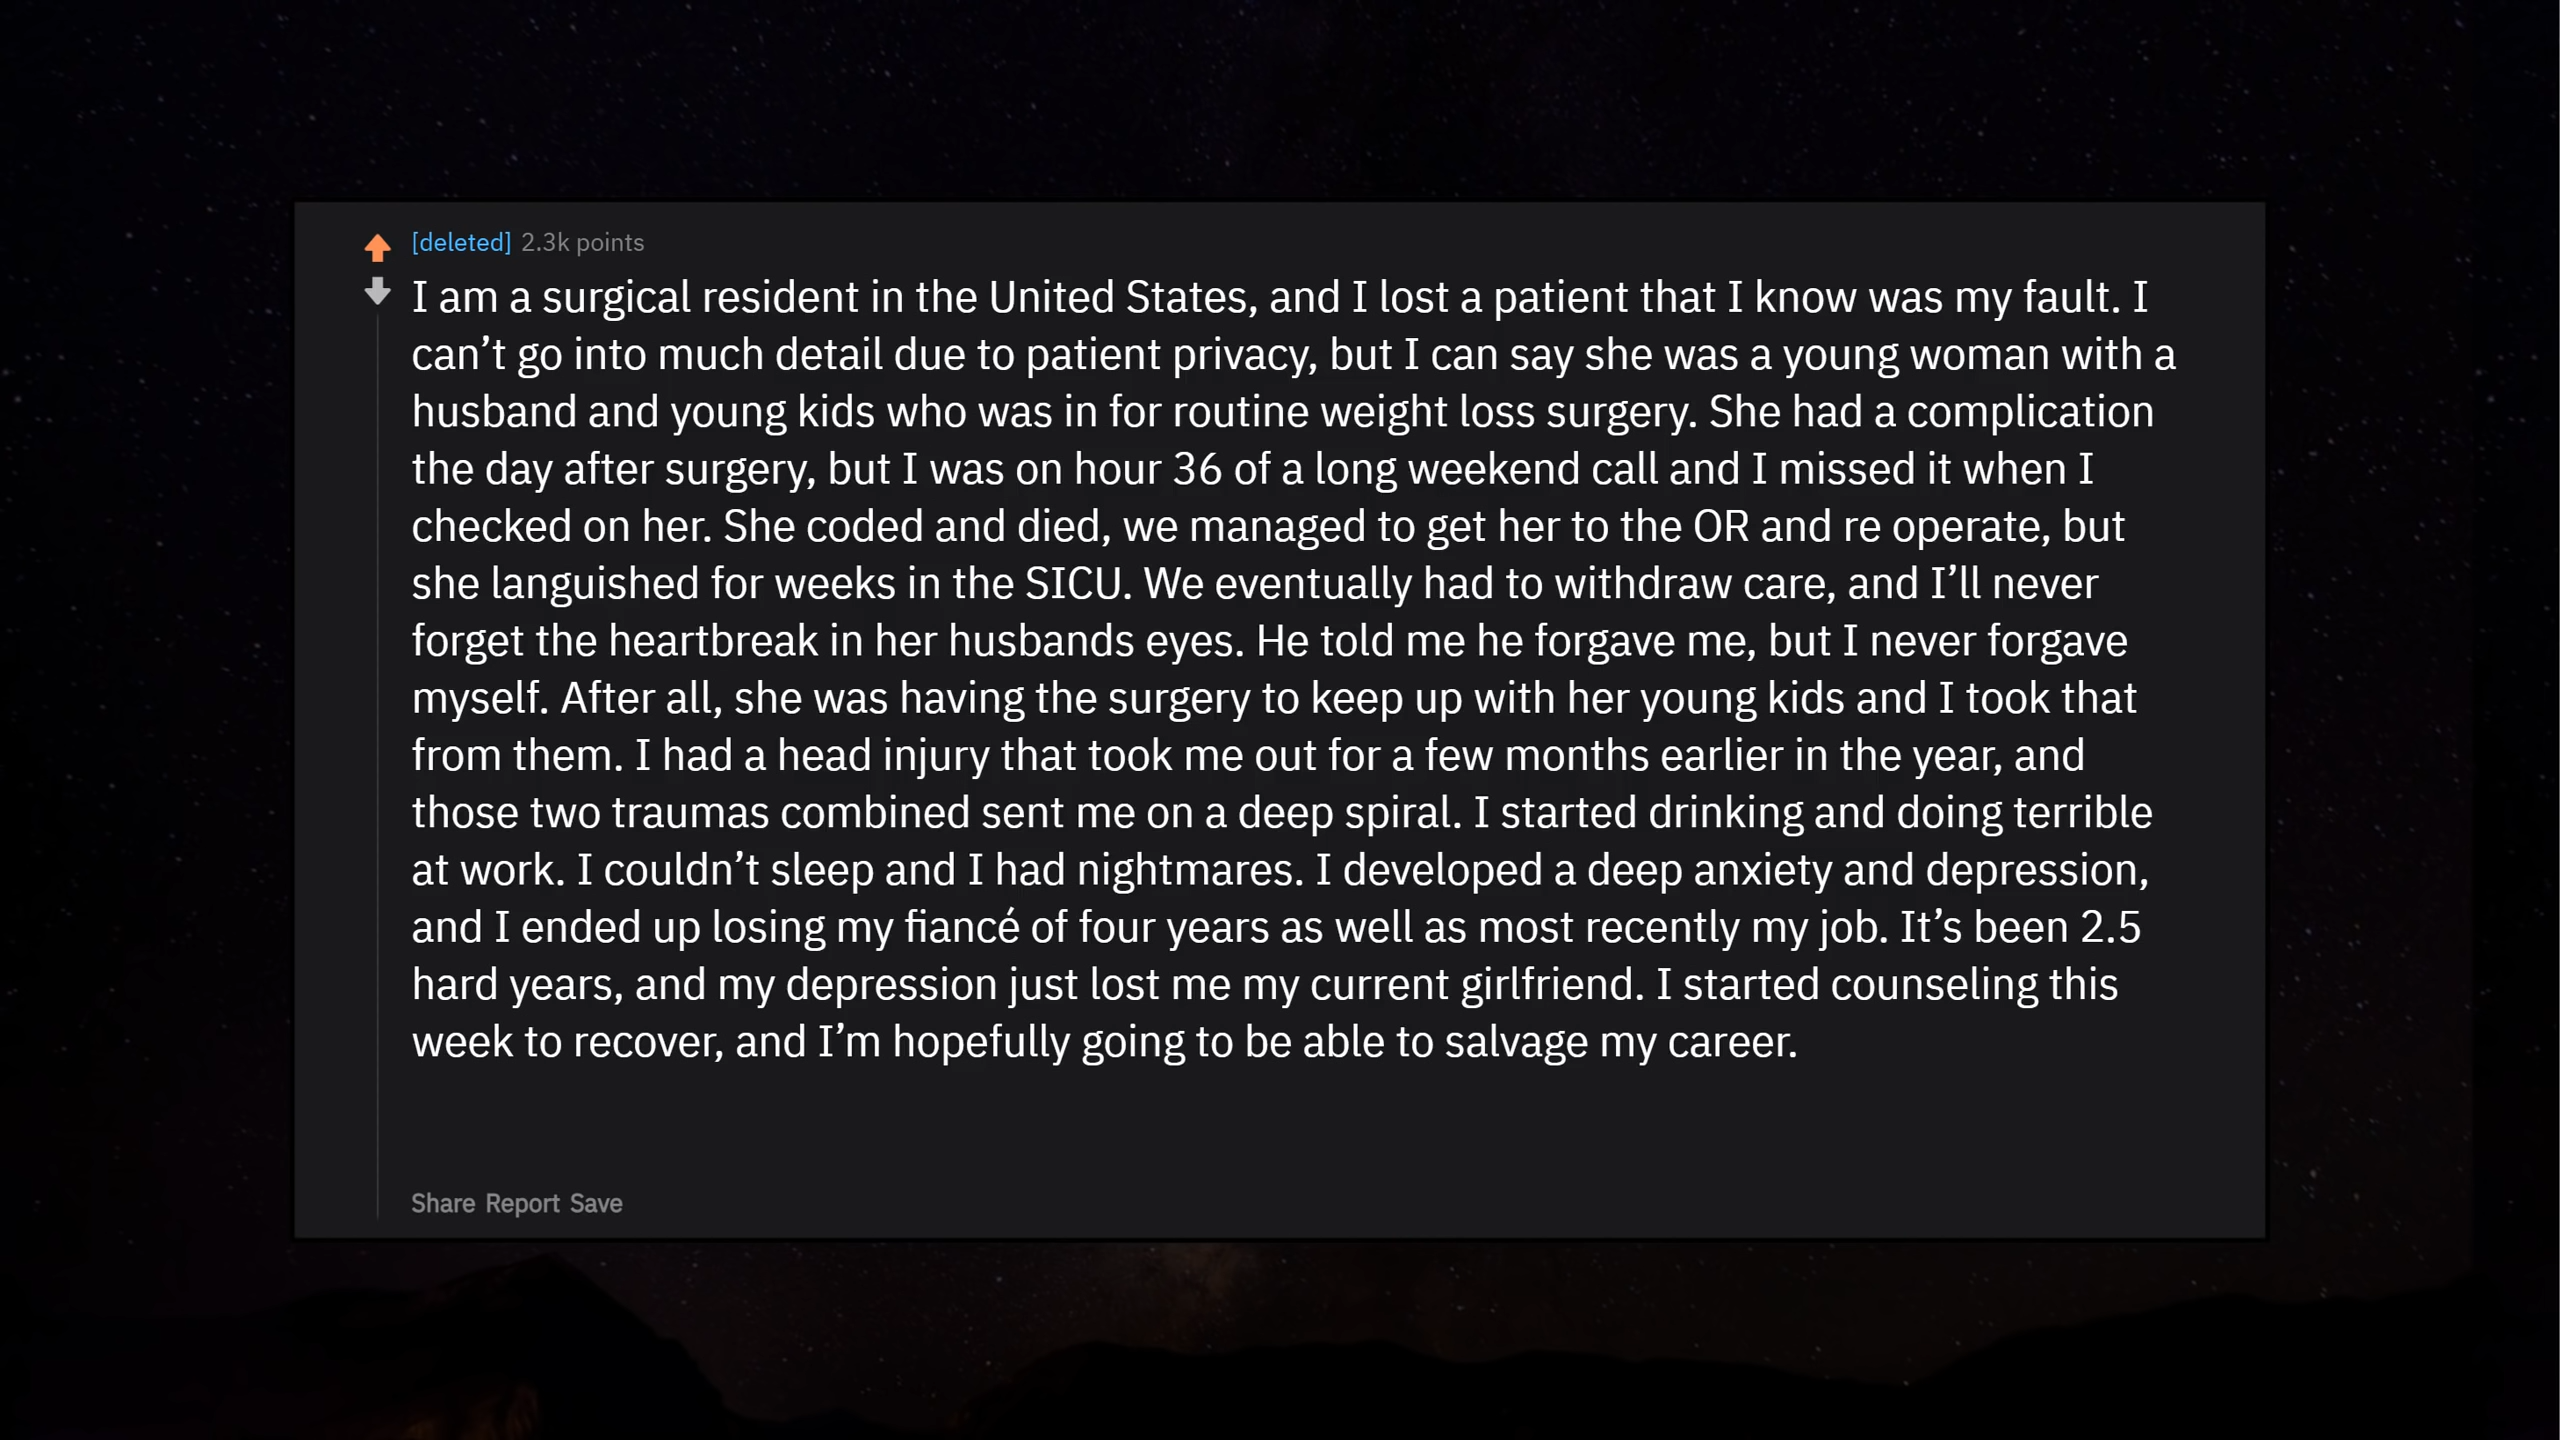 [deleted] 2.3k points
I am a surgical resident in the United States, and I lost a patient that I know was my fault. I
can’t go into much detail due to patient privacy, but I can say she was a young woman with a
husband and young kids who was in for routine weight loss surgery. She had a complication
the day after surgery, but I was on hour 36 of a long weekend call and I missed it when I
checked on her. She coded and died, we managed to get her to the OR and re operate, but
she languished for weeks in the SICU. We eventually had to withdraw care, and I’ll never
forget the heartbreak in her husbands eyes. He told me he forgave me, but I never forgave
myself. After all, she was having the surgery to keep up with her young kids and I took that
from them. I had a head injury that took me out for a few months earlier in the year, and
those two traumas combined sent me on a deep spiral. I started drinking and doing terrible
at work. I couldn’t sleep and I had nightmares. I developed a deep anxiety and depression,
and I ended up losing my fiancé of four years as well as most recently my job. It’s been 2.5
hard years, and my depression just lost me my current girlfriend. I started counseling this
week to recover, and I’m hopefully going to be able to salvage my career.
Share Report Save